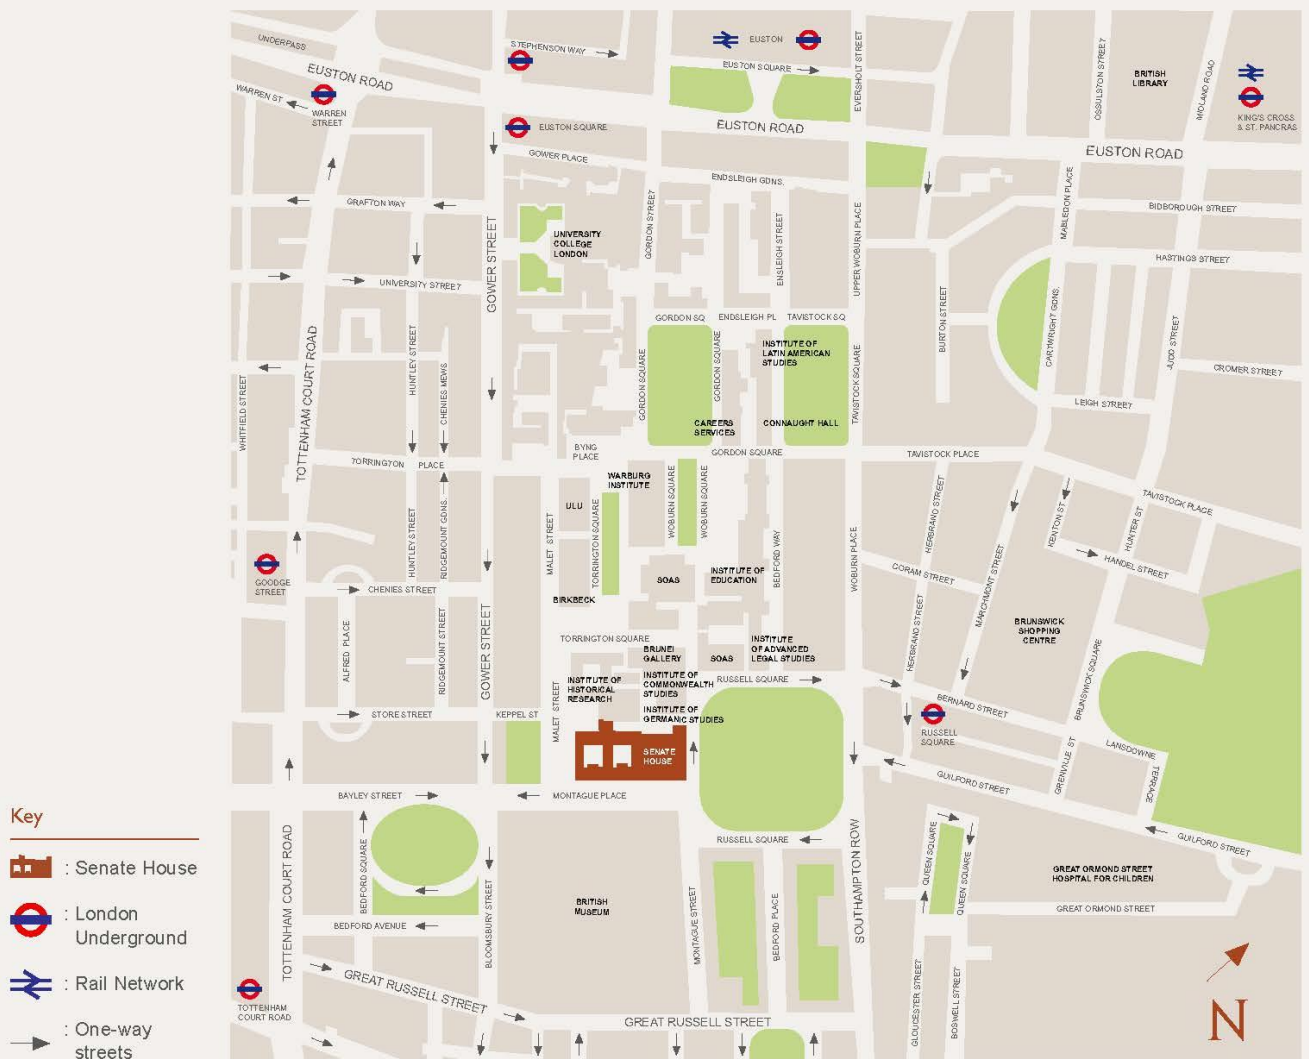 UNDERPASS
EUSTON ROAD
WARREN ST
WARREN
STREET
STEPHENSON WAY
EUSTON
EUSTON SQUARE
EVERSHOLT STREET
OSSULSTON STREET
BRITISH
LIBRARY
MIDLAND ROAD
KING'S CROSS
& ST. PANCRAS
EUSTON SQUARE
EUSTON ROAD
EUSTON ROAD
GOWER PLACE
ENDSLEIGH GDNS.
GRAFTON WAY
GOWER STREET
UNIVERSITY
COLLEGE
LONDON
GORDON STREET
ENSLEIGH STREET
UPPER WOBURN PLACE
MABLEDON PLACE
BIDBOROUGH STREET
HASTINGS STREET
UNIVERSITY STREET
BURTON STREET
CARTWRIGHT GDNS.
JUDD STREET
CROMER STREET
LEIGH STREET
GORDON SQ
ENDSLEIGH PL
TAVISTOCK SQ
INSTITUTE OF
LATIN AMERICAN
STUDIES
GORDON SQUARE
GORDON SQUARE
TAVISTOCK SQUARE
WHITFIELD STREET
TOTTENHAM COURT ROAD
HUNTLEY STREET
CHENIES MEWS
CAREERS
SERVICES
CONNAUGHT HALL
BYNG
PLACE
GORDON SQUARE
TAVISTOCK PLACE
TORRINGTON PLACE
WARBURG
INSTITUTE
ULU
WOBURN SQUARE
WOBURN SQUARE
TAVISTOCK PLACE
HERBRAND STREET
KENTON ST
HUNTER ST
HANDEL STREET
MALET STREET
TORRINGTON SQUARE
HUNTLEY STREET
RIDGEMOUNT GDNS.
BEDFORD WAY
WOBURN PLACE
CORAM STREET
MARCHMONT STREET
GOODGE
STREET
CHENIES STREET
BIRKBECK
SOAS
INSTITUTE OF
EDUCATION
BRUNSWICK
SHOPPING
CENTRE
BRUNSWICK SQUARE
HERBRAND STREET
ALFRED PLACE
RIDGEMOUNT STREET
GOWER STREET
TORRINGTON SQUARE
BRUNEI
GALLERY
SOAS
INSTITUTE
OF ADVANCED
LEGAL STUDIES
RUSSELL SQUARE
INSTITUTE OF
HISTORICAL
RESEARCH
INSTITUTE OF
COMMONWEALTH
STUDIES
INSTITUTE OF
GERMANIC STUDIES
MALET STREET
STORE STREET
KEPPEL ST
SENATE
HOUSE
BERNARD STREET
RUSSELL
SQUARE
LANSDOWNE
TERRACE
GRENVILLE ST
GUILFORD STREET
GUILFORD STREET
BAYLEY STREET
MONTAGUE PLACE
RUSSELL SQUARE
SOUTHAMPTON ROW
QUEEN SQUARE
QUEEN SQUARE
GREAT ORMOND STREET
HOSPITAL FOR CHILDREN
GREAT ORMOND STREET
TOTTENHAM COURT ROAD
BEDFORD SQUARE
BEDFORD AVENUE
BLOOMSBURY STREET
BRITISH
MUSEUM
MONTAGUE STREET
BEDFORD PLACE
GLOUCESTER STREET
BOSWELL STREET
GREAT RUSSELL STREET
GREAT RUSSELL STREET
TOTTENHAM
COURT ROAD
N
Key
: Senate House
: London
Underground
: Rail Network
: One-way
streets